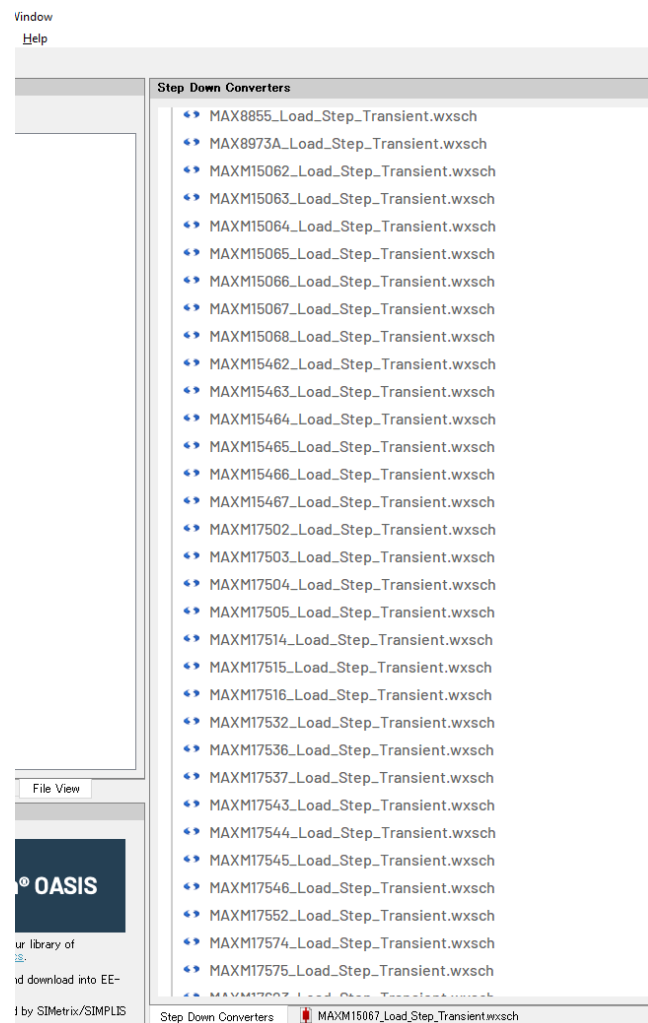 Window
Help
Step Down Converters
MAX8855_Load_Step_Transient.wxsch
MAX8973A_Load_Step_Transient.wxsch
MAXM15062_Load_Step_Transient.wxsch
MAXM15063_Load_Step_Transient.wxsch
MAXM15064_Load_Step_Transient.wxsch
MAXM15065_Load_Step_Transient.wxsch
MAXM15066_Load_Step_Transient.wxsch
MAXM15067_Load_Step_Transient.wxsch
MAXM15068_Load_Step_Transient.wxsch
MAXM15462_Load_Step_Transient.wxsch
MAXM15463_Load_Step_Transient.wxsch
MAXM15464_Load_Step_Transient.wxsch
MAXM15465_Load_Step_Transient.wxsch
MAXM15466_Load_Step_Transient.wxsch
MAXM15467_Load_Step_Transient.wxsch
MAXM17502_Load_Step_Transient.wxsch
MAXM17503_Load_Step_Transient.wxsch
MAXM17504_Load_Step_Transient.wxsch
MAXM17505_Load_Step_Transient.wxsch
MAXM17514_Load_Step_Transient.wxsch
MAXM17515_Load_Step_Transient.wxsch
MAXM17516_Load_Step_Transient.wxsch
MAXM17532_Load_Step_Transient.wxsch
MAXM17536_Load_Step_Transient.wxsch
MAXM17537_Load_Step_Transient.wxsch
MAXM17543_Load_Step_Transient.wxsch
MAXM17544_Load_Step_Transient.wxsch
MAXM17545_Load_Step_Transient.wxsch
MAXM17546_Load_Step_Transient.wxsch
MAXM17552_Load_Step_Transient.wxsch
MAXM17574_Load_Step_Transient.wxsch
MAXM17575_Load_Step_Transient.wxsch
File View
® OASIS
ur library of
nd download into EE-
d by SIMetrix/SIMPLIS
Step Down Converters
MAXM15067_Load_Step_Transient.wxsch